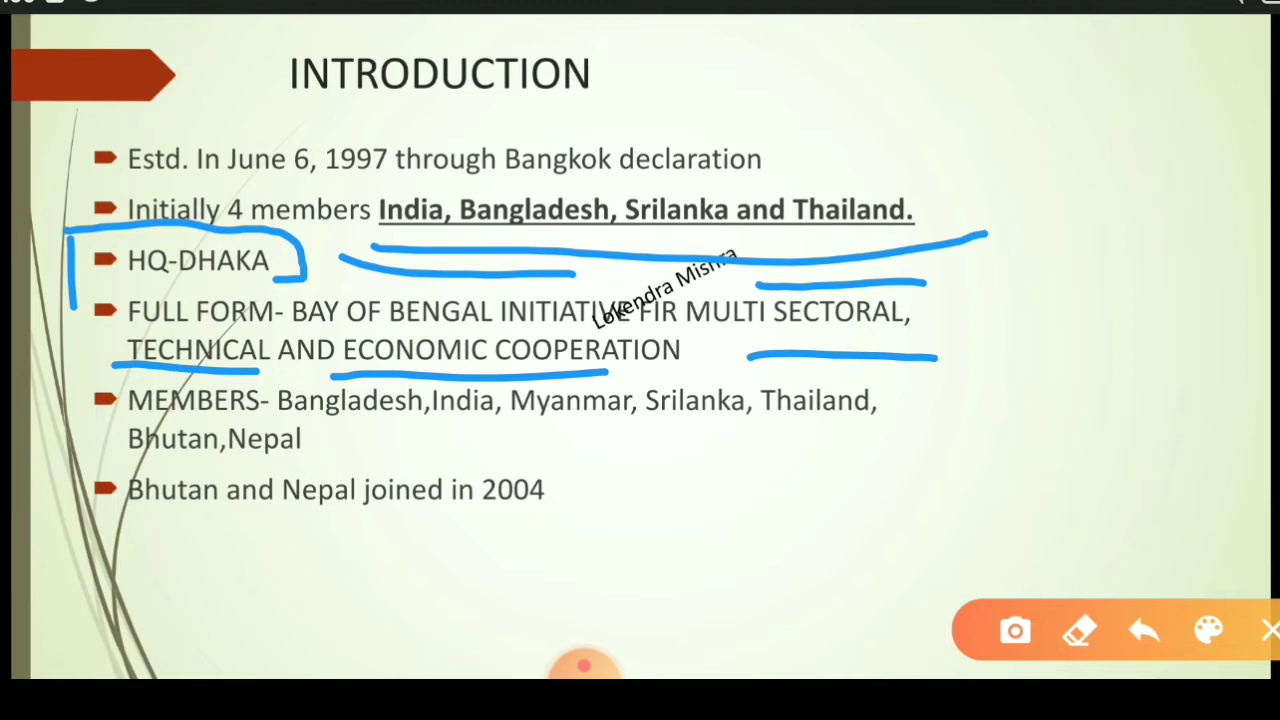 INTRODUCTION
Estd. In June 6, 1997 through Bangkok declaration
Initially 4 members India, Bangladesh, Srilanka and Thailand.
HQ-DHAKA
Lokendra Mishra
FULL FORM- BAY OF BENGAL INITIATIVE FIR MULTI SECTORAL,
TECHNICAL AND ECONOMIC COOPERATION
MEMBERS- Bangladesh,India, Myanmar, Srilanka, Thailand,
Bhutan,Nepal
Bhutan and Nepal joined in 2004